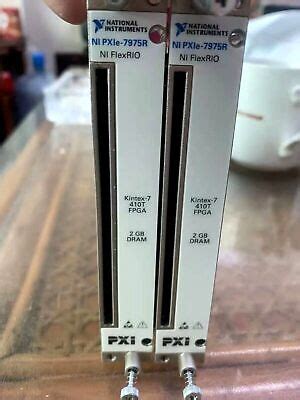 NATIONAL
INSTRUMENTS
NI PXIe-7975R
NI FlexRIO
Kintex-7
410T
FPGA
2 GB
DRAM
PXI
NATIONAL
INSTRUMENTS
NI PXIe-7975R
NI FlexRIO
Kintex-7
410T
FPGA
2 GB
DRAM
PXI